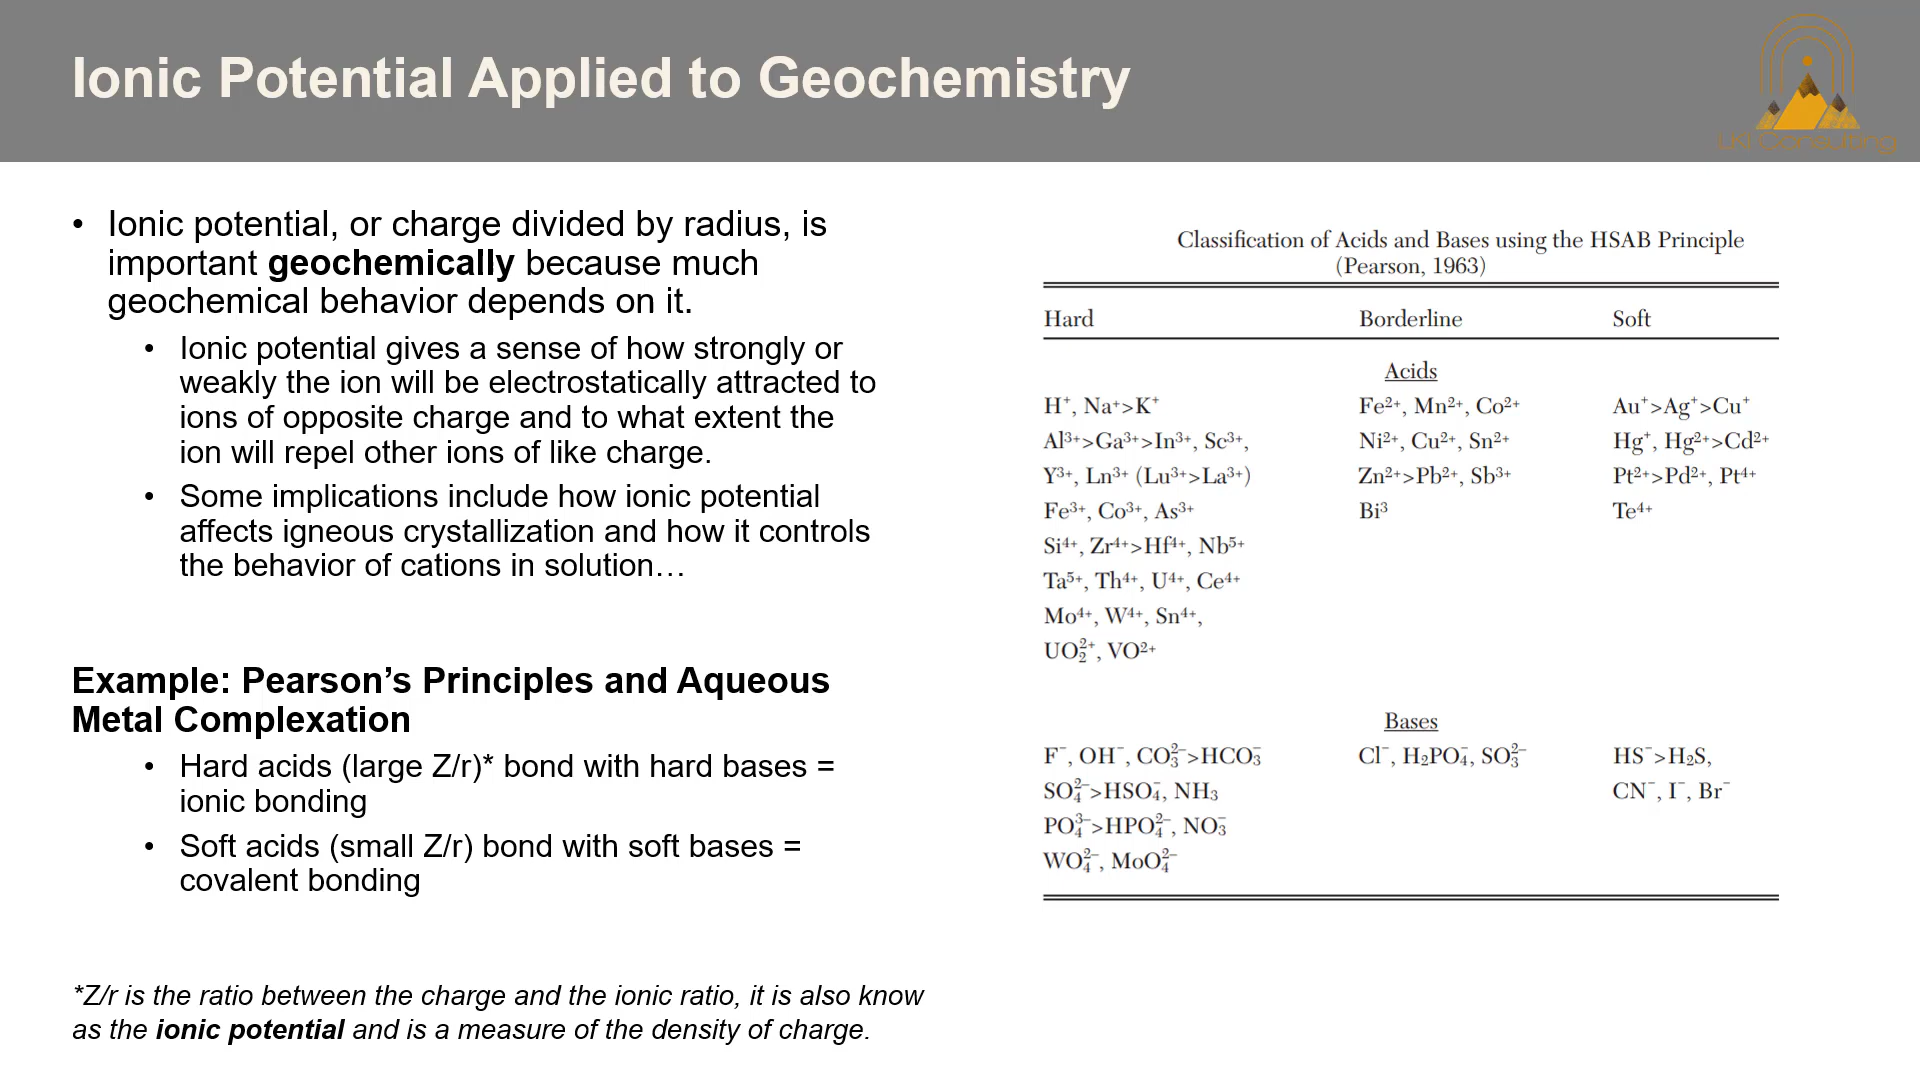 Ionic Potential Applied to Geochemistry
LKI Consulting
• Ionic potential, or charge divided by radius, is
important geochemically because much
geochemical behavior depends on it.
• Ionic potential gives a sense of how strongly or
weakly the ion will be electrostatically attracted to
ions of opposite charge and to what extent the
ion will repel other ions of like charge.
• Some implications include how ionic potential
affects igneous crystallization and how it controls
the behavior of cations in solution…
Example: Pearson’s Principles and Aqueous
Metal Complexation
• Hard acids (large Z/r)* bond with hard bases =
ionic bonding
• Soft acids (small Z/r) bond with soft bases =
covalent bonding
*Z/r is the ratio between the charge and the ionic ratio, it is also know
as the ionic potential and is a measure of the density of charge.
Classification of Acids and Bases using the HSAB Principle
(Pearson, 1963)
Hard Borderline Soft
Acids
H⁺, Na⁺>K⁺ Fe²⁺, Mn²⁺, Co²⁺ Au⁺>Ag⁺>Cu⁺
Al³⁺>Ga³⁺>In³⁺, Sc³⁺, Ni²⁺, Cu²⁺, Sn²⁺ Hg⁺, Hg²⁺>Cd²⁺
Y³⁺, Ln³⁺ (Lu³⁺>La³⁺) Zn²⁺>Pb²⁺, Sb³⁺ Pt²⁺>Pd²⁺, Pt⁴⁺
Fe³⁺, Co³⁺, As³⁺ Bi³ Te⁴⁺
Si⁴⁺, Zr⁴⁺>Hf⁴⁺, Nb⁵⁺
Ta⁵⁺, Th⁴⁺, U⁴⁺, Ce⁴⁺
Mo⁴⁺, W⁴⁺, Sn⁴⁺,
UO₂²⁺, VO²⁺
Bases
F⁻, OH⁻, CO₃²⁻>HCO₃⁻ Cl⁻, H₂PO₄⁻, SO₃²⁻ HS⁻>H₂S,
SO₄²⁻>HSO₄⁻, NH₃ CN⁻, I⁻, Br⁻
PO₄³⁻>HPO₄²⁻, NO₃⁻
WO₄²⁻, MoO₄²⁻